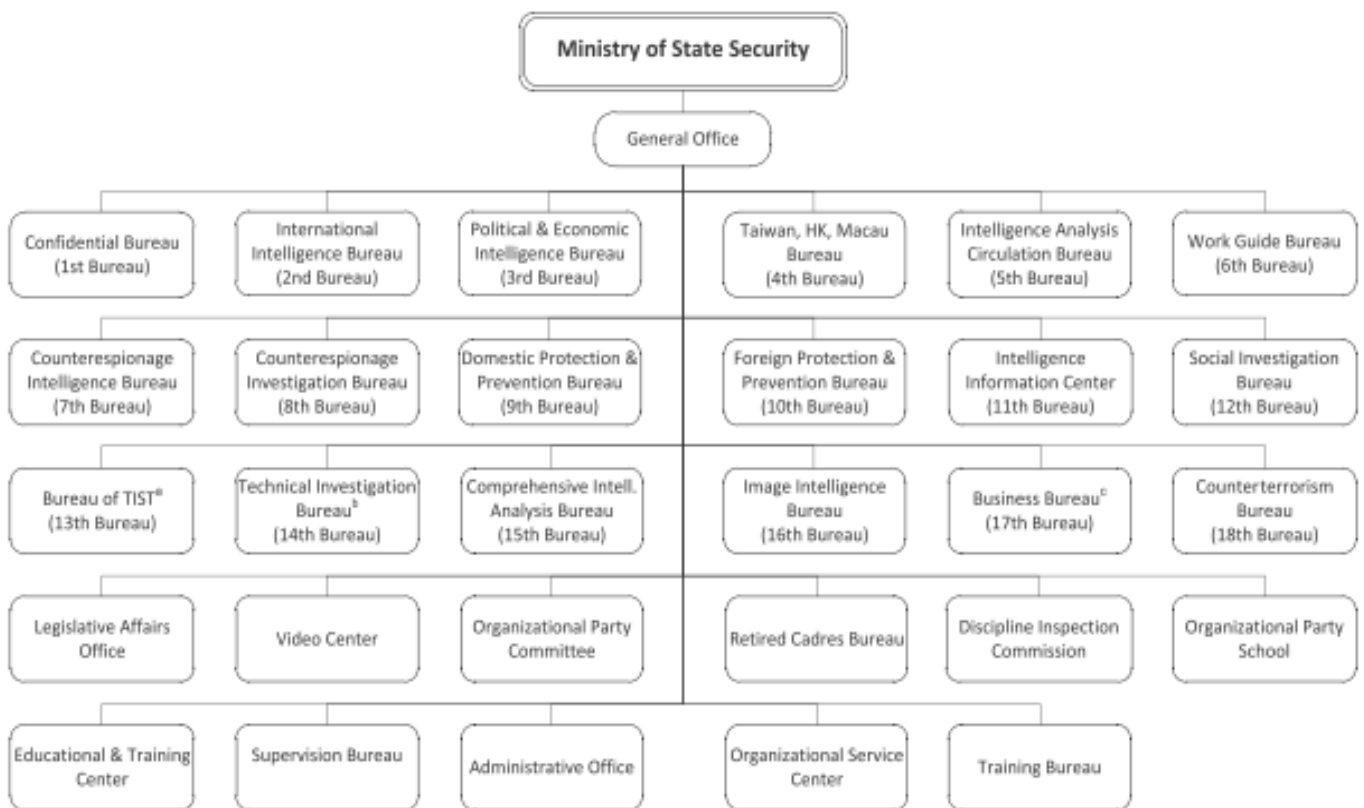 Ministry of State Security
General Office
Confidential Bureau
(1st Bureau)
International
Intelligence Bureau
(2nd Bureau)
Political & Economic
Intelligence Bureau
(3rd Bureau)
Taiwan, HK, Macau
Bureau
(4th Bureau)
Intelligence Analysis
Circulation Bureau
(5th Bureau)
Work Guide Bureau
(6th Bureau)
Counterespionage
Intelligence Bureau
(7th Bureau)
Counterespionage
Investigation Bureau
(8th Bureau)
Domestic Protection &
Prevention Bureau
(9th Bureau)
Foreign Protection &
Prevention Bureau
(10th Bureau)
Intelligence
Information Center
(11th Bureau)
Social Investigation
Bureau
(12th Bureau)
Bureau of TISTª
(13th Bureau)
Technical Investigation
Bureauᵇ
(14th Bureau)
Comprehensive Intell.
Analysis Bureau
(15th Bureau)
Image Intelligence
Bureau
(16th Bureau)
Business Bureauᶜ
(17th Bureau)
Counterterrorism
Bureau
(18th Bureau)
Legislative Affairs
Office
Video Center
Organizational Party
Committee
Retired Cadres Bureau
Discipline Inspection
Commission
Organizational Party
School
Educational & Training
Center
Supervision Bureau
Administrative Office
Organizational Service
Center
Training Bureau